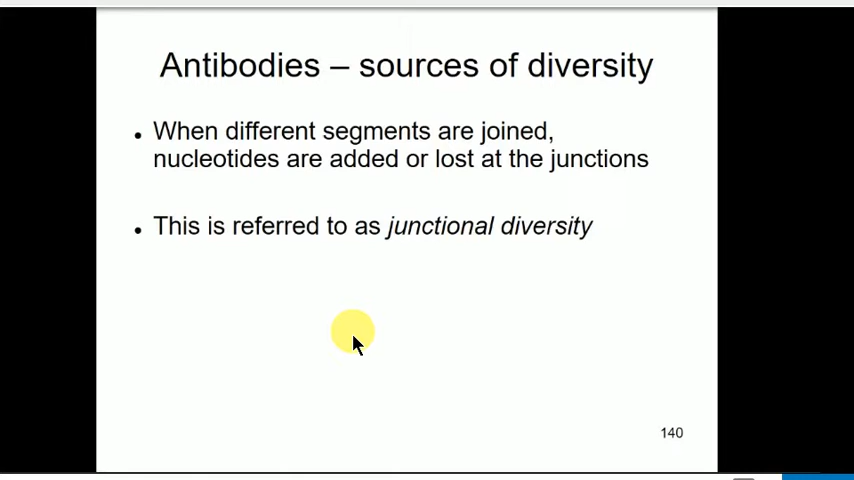 Antibodies – sources of diversity
• When different segments are joined,
nucleotides are added or lost at the junctions
• This is referred to as junctional diversity
140